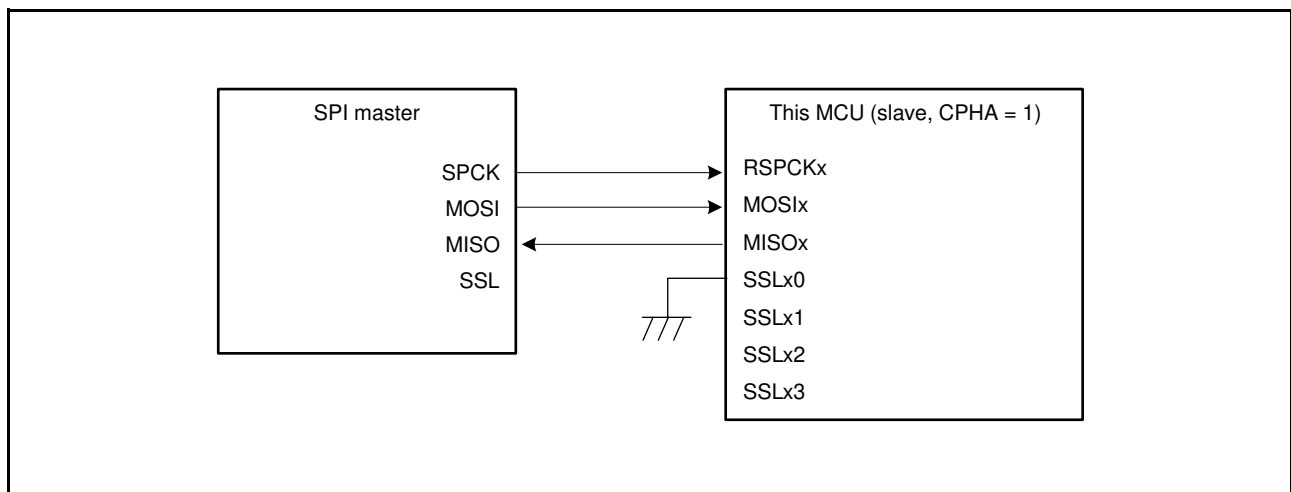 SPI master
SPCK
MOSI
MISO
SSL
This MCU (slave, CPHA = 1)
RSPCKx
MOSIx
MISOx
SSLx0
SSLx1
SSLx2
SSLx3